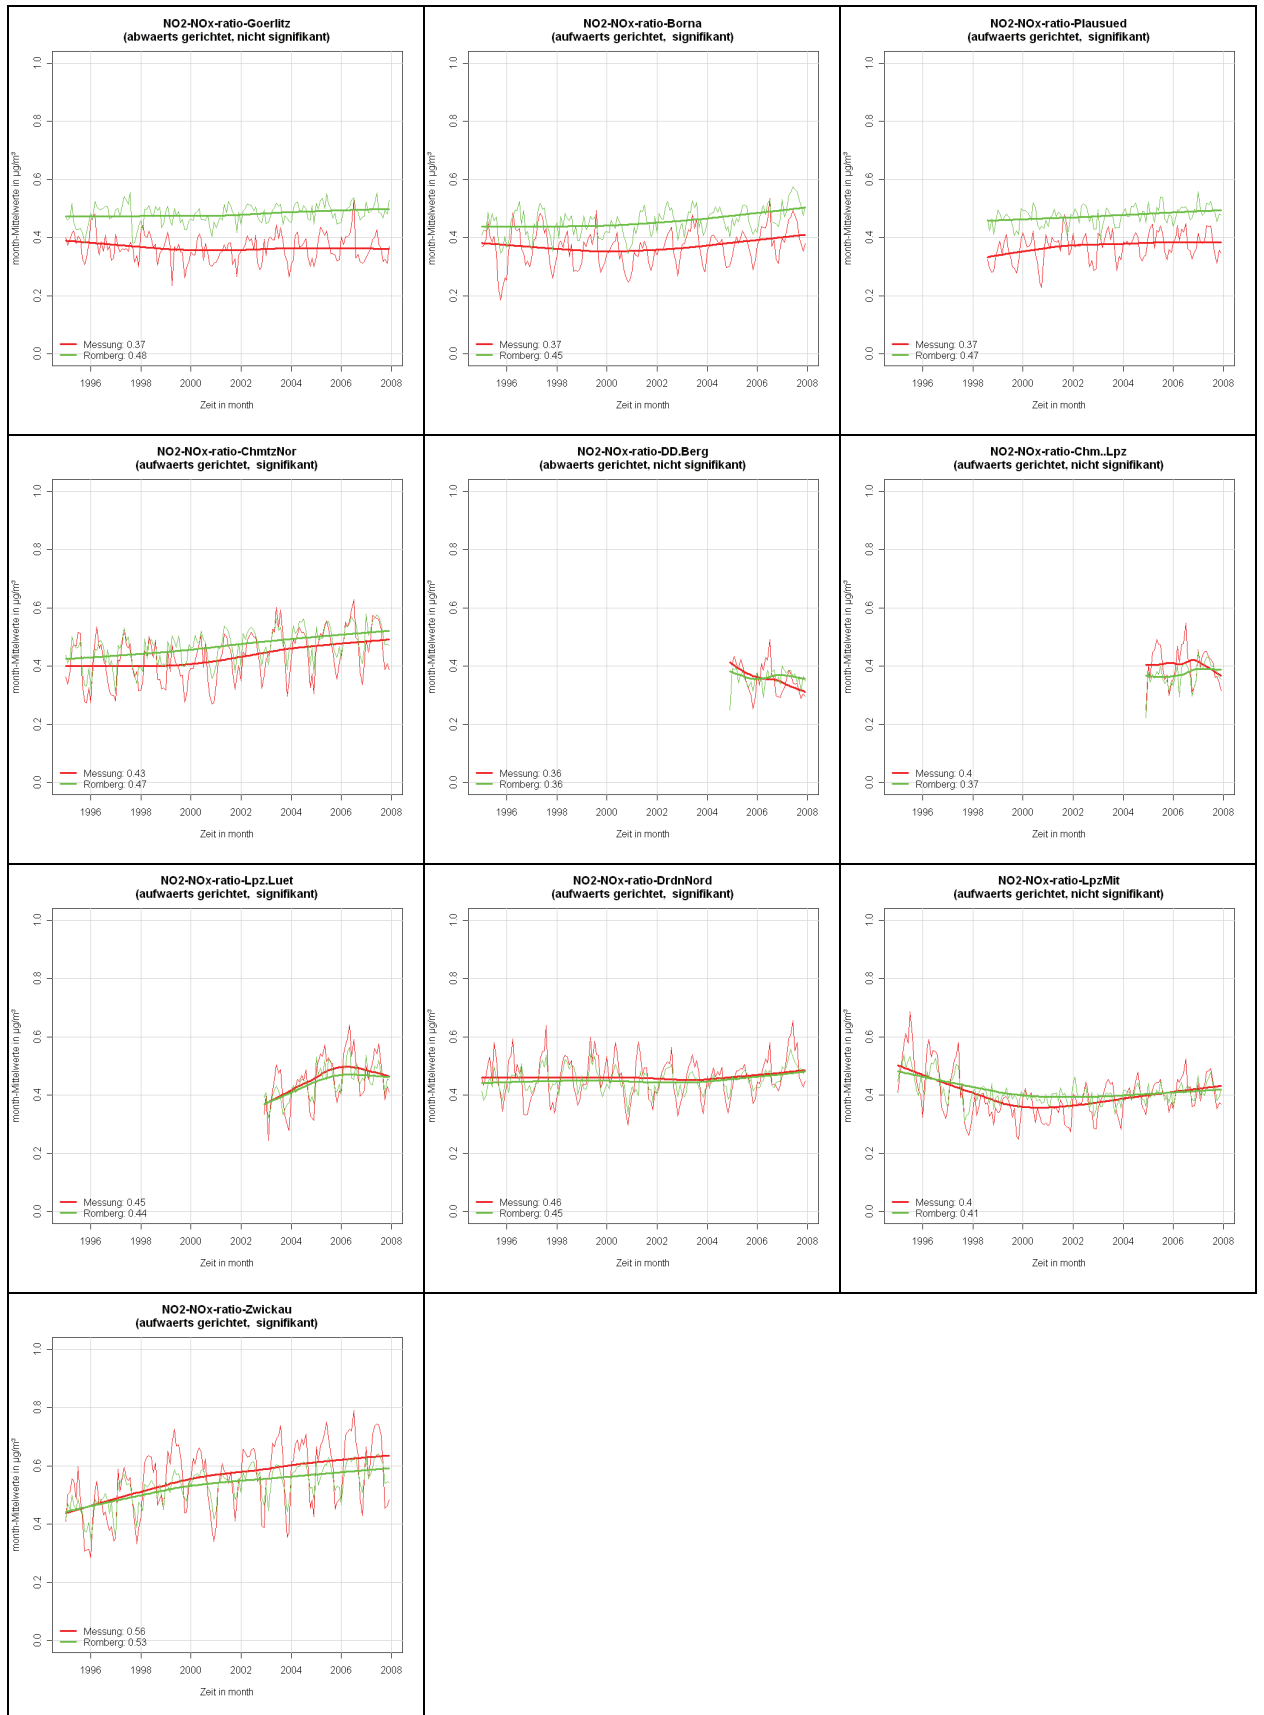 NO2-NOx-ratio-Goerlitz
(abwaerts gerichtet, nicht signifikant)
month-Mittelwerte in µg/m³
1.0
0.8
0.6
0.4
0.2
0.0
Messung: 0.37
Romberg: 0.48
1996 1998 2000 2002 2004 2006 2008
Zeit in month
NO2-NOx-ratio-Borna
(aufwaerts gerichtet, signifikant)
month-Mittelwerte in µg/m³
1.0
0.8
0.6
0.4
0.2
0.0
Messung: 0.37
Romberg: 0.45
1996 1998 2000 2002 2004 2006 2008
Zeit in month
NO2-NOx-ratio-Plausued
(aufwaerts gerichtet, signifikant)
month-Mittelwerte in µg/m³
1.0
0.8
0.6
0.4
0.2
0.0
Messung: 0.37
Romberg: 0.47
1996 1998 2000 2002 2004 2006 2008
Zeit in month
NO2-NOx-ratio-ChmtzNor
(aufwaerts gerichtet, signifikant)
month-Mittelwerte in µg/m³
1.0
0.8
0.6
0.4
0.2
0.0
Messung: 0.43
Romberg: 0.47
1996 1998 2000 2002 2004 2006 2008
Zeit in month
NO2-NOx-ratio-DD.Berg
(abwaerts gerichtet, nicht signifikant)
month-Mittelwerte in µg/m³
1.0
0.8
0.6
0.4
0.2
0.0
Messung: 0.36
Romberg: 0.36
1996 1998 2000 2002 2004 2006 2008
Zeit in month
NO2-NOx-ratio-Chm..Lpz
(aufwaerts gerichtet, nicht signifikant)
month-Mittelwerte in µg/m³
1.0
0.8
0.6
0.4
0.2
0.0
Messung: 0.4
Romberg: 0.37
1996 1998 2000 2002 2004 2006 2008
Zeit in month
NO2-NOx-ratio-Lpz.Luet
(aufwaerts gerichtet, signifikant)
month-Mittelwerte in µg/m³
1.0
0.8
0.6
0.4
0.2
0.0
Messung: 0.45
Romberg: 0.44
1996 1998 2000 2002 2004 2006 2008
Zeit in month
NO2-NOx-ratio-DrdnNord
(aufwaerts gerichtet, signifikant)
month-Mittelwerte in µg/m³
1.0
0.8
0.6
0.4
0.2
0.0
Messung: 0.46
Romberg: 0.45
1996 1998 2000 2002 2004 2006 2008
Zeit in month
NO2-NOx-ratio-LpzMit
(aufwaerts gerichtet, nicht signifikant)
month-Mittelwerte in µg/m³
1.0
0.8
0.6
0.4
0.2
0.0
Messung: 0.4
Romberg: 0.41
1996 1998 2000 2002 2004 2006 2008
Zeit in month
NO2-NOx-ratio-Zwickau
(aufwaerts gerichtet, signifikant)
month-Mittelwerte in µg/m³
1.0
0.8
0.6
0.4
0.2
0.0
Messung: 0.56
Romberg: 0.53
1996 1998 2000 2002 2004 2006 2008
Zeit in month